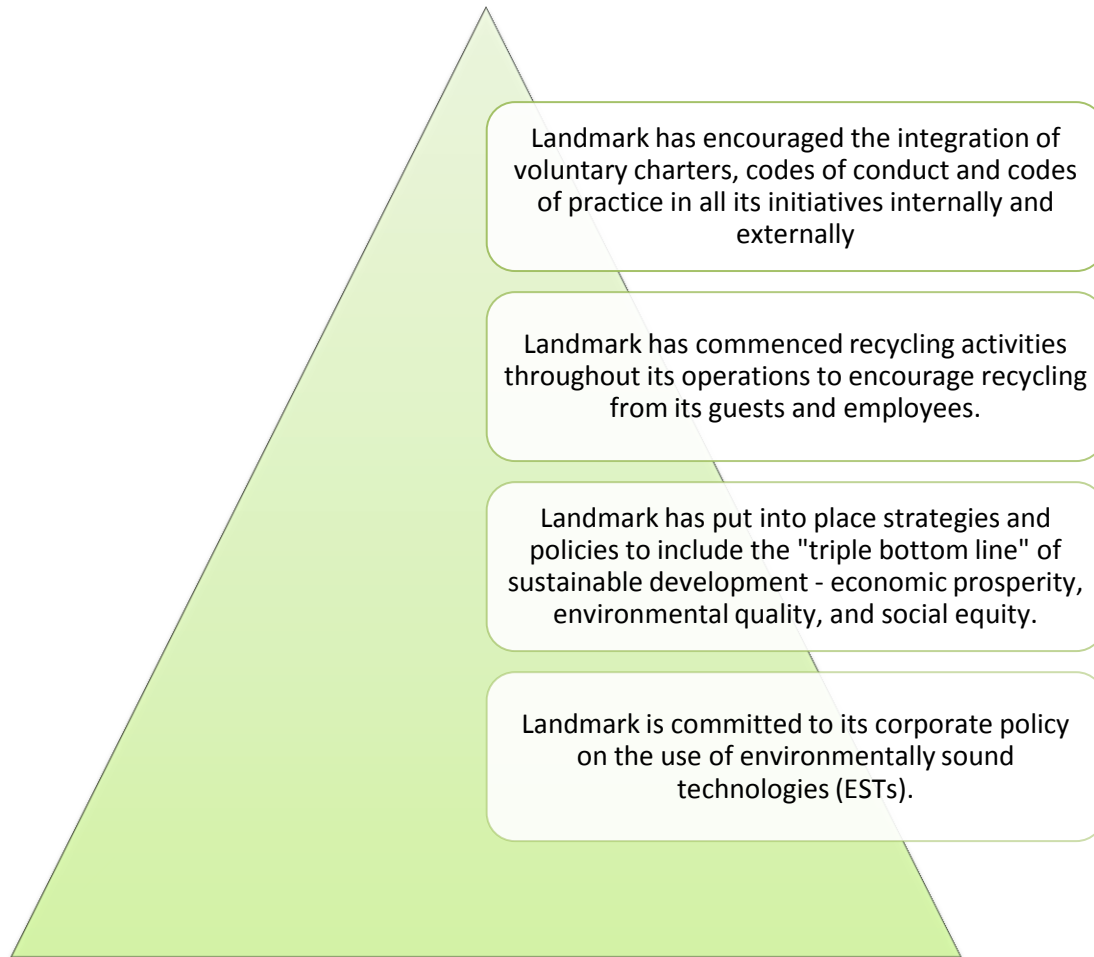 Landmark has encouraged the integration of
voluntary charters, codes of conduct and codes
of practice in all its initiatives internally and
externally
Landmark has commenced recycling activities
throughout its operations to encourage recycling
from its guests and employees.
Landmark has put into place strategies and
policies to include the "triple bottom line" of
sustainable development - economic prosperity,
environmental quality, and social equity.
Landmark is committed to its corporate policy
on the use of environmentally sound
technologies (ESTs).